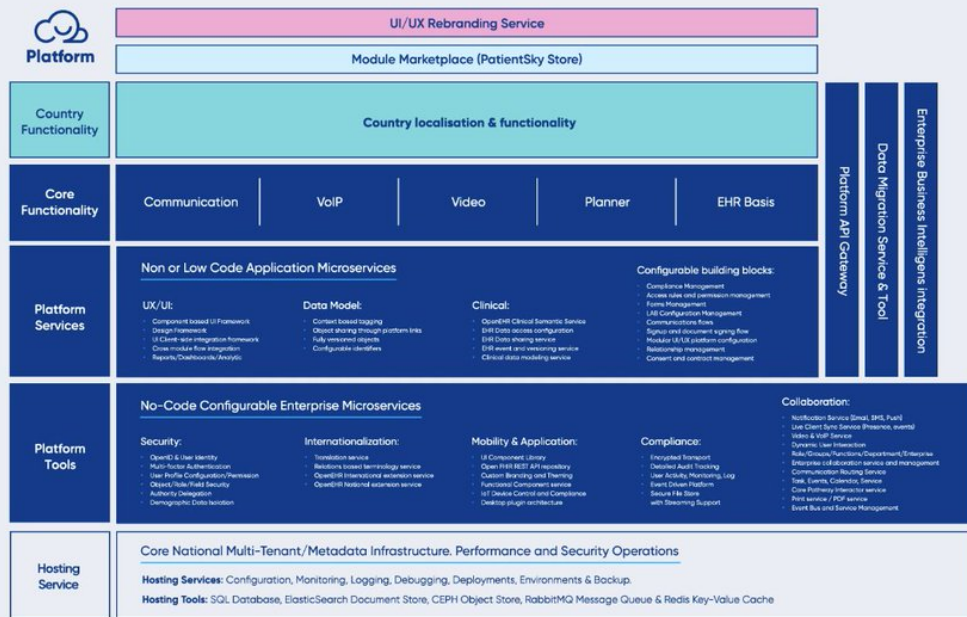 Platform
UI/UX Rebranding Service
Module Marketplace (PatientSky Store)
Country
Functionality
Country localisation & functionality
Core
Functionality
Communication
VoIP
Video
Planner
EHR Basis
Platform API Gateway
Data Migration Service & Tool
Enterprise Business Intelligens integration
Platform
Services
Non or Low Code Application Microservices
UX/UI:
Component based UI Framework
Design Framework
UI Client-side integration framework
Cross module flow integration
Reports/Dashboards/Analytic
Data Model:
Context based tagging
Object sharing through platform links
Fully versioned objects
Configurable identifiers
Clinical:
OpenEHR Clinical Semantic Service
EHR Data access configuration
EHR Data sharing service
EHR event and versioning service
Clinical data modeling service
Configurable building blocks:
Compliance Management
Access rules and permission management
Forms Management
LAB Configuration Management
Communications flows
Signup and document signing flow
Modular UI/UX platform configuration
Relationship management
Consent and contract management
Platform
Tools
No-Code Configurable Enterprise Microservices
Security:
OpenID & User Identity
Multi-factor Authentication
User Profile Configuration/Permission
Object/Role/Field Security
Authority Delegation
Demographic Data Isolation
Internationalization:
Translation service
Relations based terminology service
OpenEHR International extension service
OpenEHR National extension service
Mobility & Application:
UI Component Library
Open FHIR REST API repository
Custom Branding and Theming
Functional Component service
IoT Device Control and Compliance
Desktop plugin architecture
Compliance:
Encrypted Transport
Detailed Audit Tracking
User Activity, Monitoring, Log
Event Driven Platform
Secure File Store
with Streaming Support
Collaboration:
Notification Service (Email, SMS, Push)
Live Client Sync Service (Presence, events)
Video & VoIP Service
Dynamic User Interaction
Role/Groups/Functions/Department/Enterprise
Enterprise collaboration service and management
Communication Routing Service
Task, Events, Calendar, Service
Care Pathway Interactor service
Print service / PDF service
Event Bus and Service Management
Hosting
Service
Core National Multi-Tenant/Metadata Infrastructure. Performance and Security Operations
Hosting Services: Configuration, Monitoring, Logging, Debugging, Deployments, Environments & Backup.
Hosting Tools: SQL Database, ElasticSearch Document Store, CEPH Object Store, RabbitMQ Message Queue & Redis Key-Value Cache